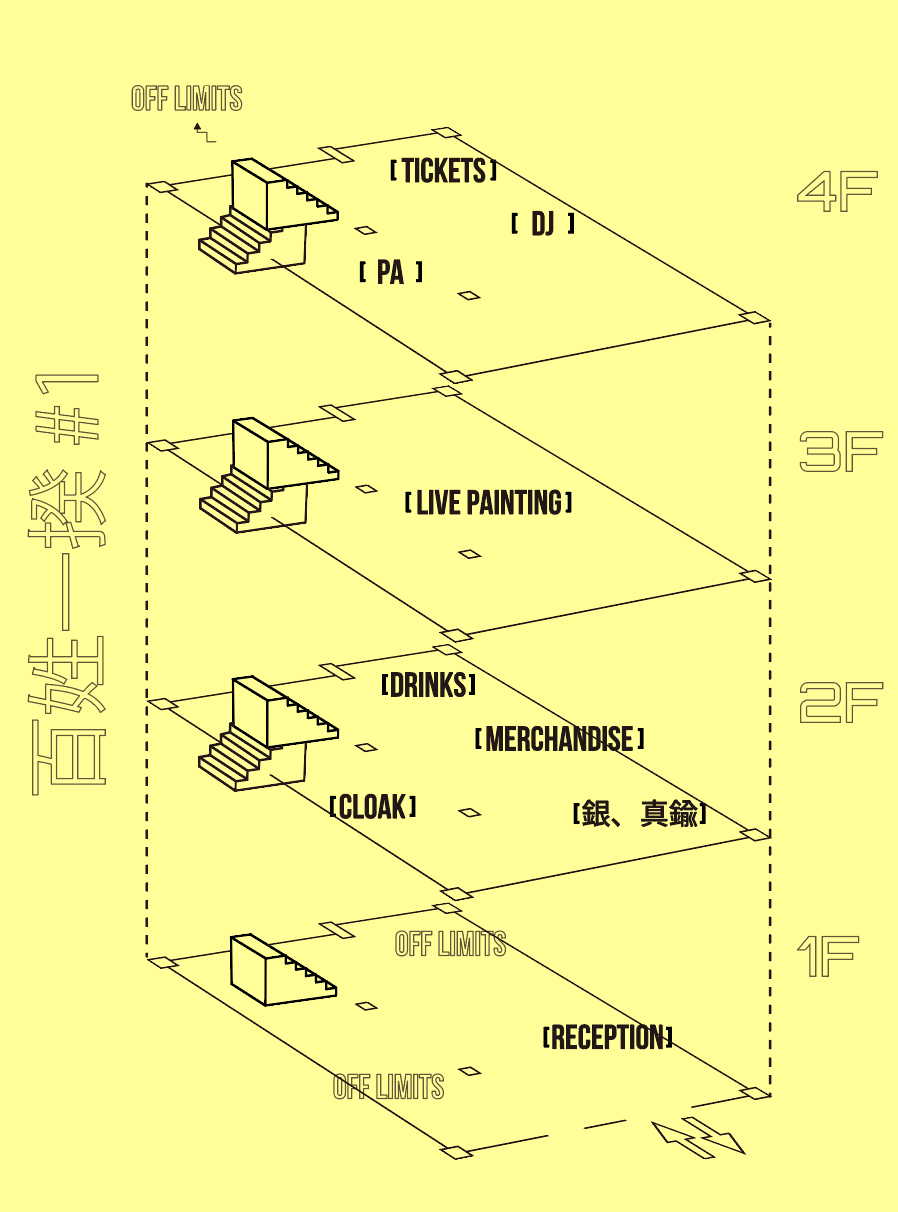 OFF LIMITS
[TICKETS]
4F
[ DJ ]
[ PA ]
百姓一揆 #1
3F
[LIVE PAINTING]
[DRINKS]
2F
[MERCHANDISE]
[CLOAK]
[銀、真鍮]
OFF LIMITS
1F
[RECEPTION]
OFF LIMITS